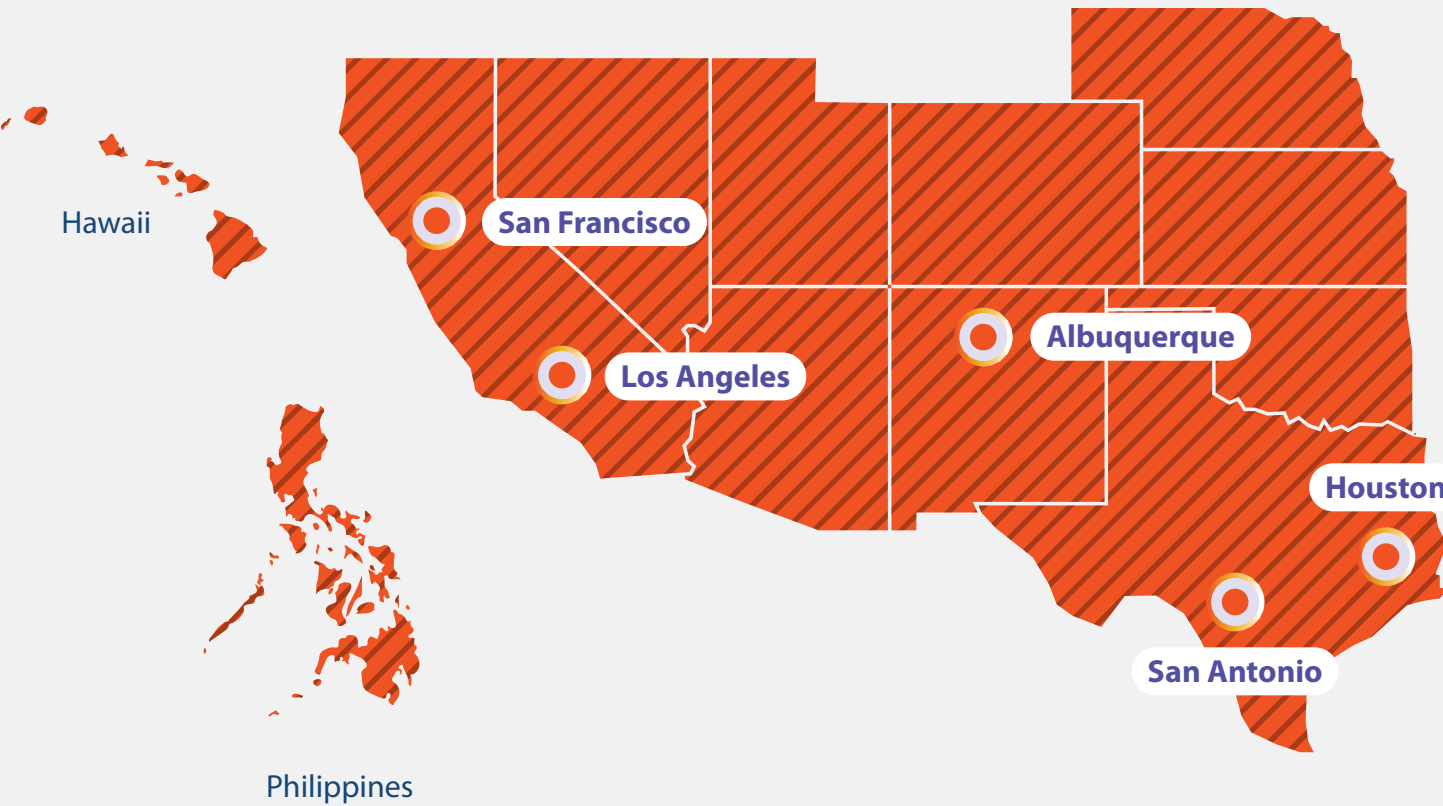 Hawaii
San Francisco
Albuquerque
Los Angeles
Houston
San Antonio
Philippines